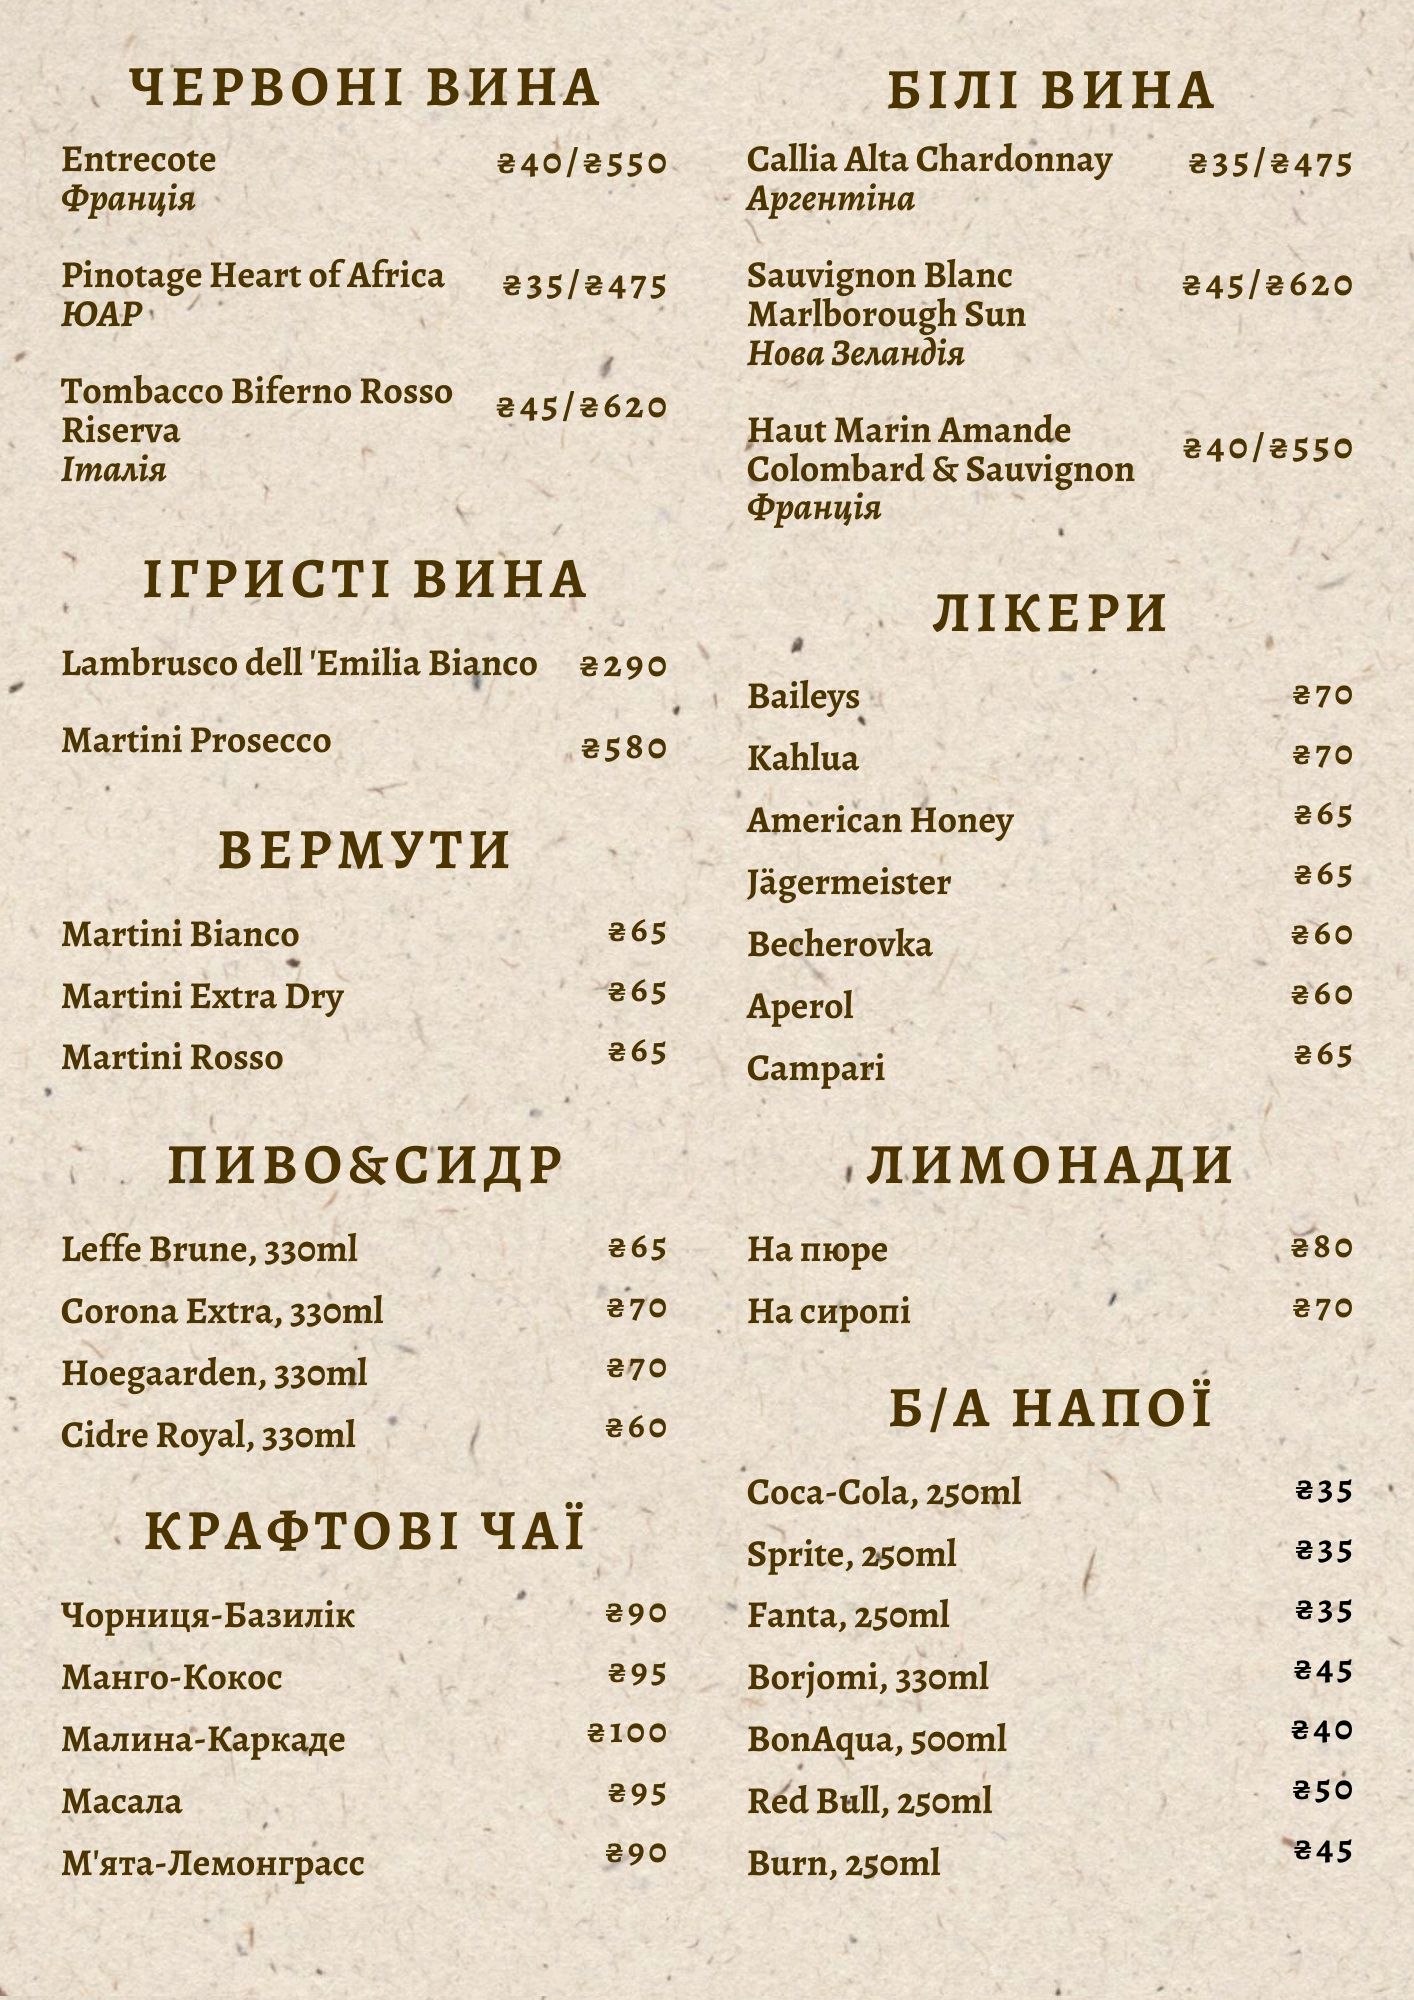 ЧЕРВОНІ ВИНА
Entrecote ₴40/₴550
Франція
Pinotage Heart of Africa ₴35/₴475
ЮАР
Tombacco Biferno Rosso ₴45/₴620
Riserva
Італія
ІГРИСТІ ВИНА
Lambrusco dell 'Emilia Bianco ₴290
Martini Prosecco ₴580
ВЕРМУТИ
Martini Bianco ₴65
Martini Extra Dry ₴65
Martini Rosso ₴65
ПИВО&СИДР
Leffe Brune, 330ml ₴65
Corona Extra, 330ml ₴70
Hoegaarden, 330ml ₴70
Cidre Royal, 330ml ₴60
КРАФТОВІ ЧАЇ
Чорниця-Базилік ₴90
Манго-Кокос ₴95
Малина-Каркаде ₴100
Масала ₴95
М'ята-Лемонграсс ₴90
БІЛІ ВИНА
Callia Alta Chardonnay ₴35/₴475
Аргентіна
Sauvignon Blanc ₴45/₴620
Marlborough Sun
Нова Зеландія
Haut Marin Amande ₴40/₴550
Colombard & Sauvignon
Франція
ЛІКЕРИ
Baileys ₴70
Kahlua ₴70
American Honey ₴65
Jägermeister ₴65
Becherovka ₴60
Aperol ₴60
Campari ₴65
ЛИМОНАДИ
На пюре ₴80
На сиропі ₴70
Б/А НАПОЇ
Coca-Cola, 250ml ₴35
Sprite, 250ml ₴35
Fanta, 250ml ₴35
Borjomi, 330ml ₴45
BonAqua, 500ml ₴40
Red Bull, 250ml ₴50
Burn, 250ml ₴45